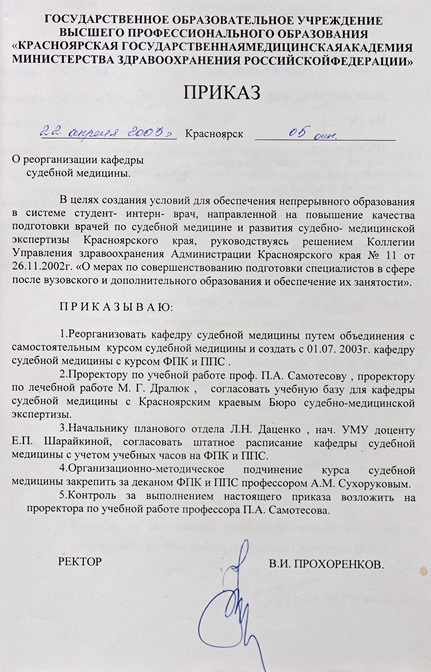 ГОСУДАРСТВЕННОЕ ОБРАЗОВАТЕЛЬНОЕ УЧРЕЖДЕНИЕ
ВЫСШЕГО ПРОФЕССИОНАЛЬНОГО ОБРАЗОВАНИЯ
«КРАСНОЯРСКАЯ ГОСУДАРСТВЕННАЯМЕДИЦИНСКАЯАКАДЕМИЯ
МИНИСТЕРСТВА ЗДРАВООХРАНЕНИЯ РОССИЙСКОЙФЕДЕРАЦИИ»
ПРИКАЗ
22 апреля 2003г Красноярск 05 осн.
О реорганизации кафедры
судебной медицины.
В целях создания условий для обеспечения непрерывного образования
в системе студент- интерн- врач, направленной на повышение качества
подготовки врачей по судебной медицине и развития судебно- медицинской
экспертизы Красноярского края, руководствуясь решением Коллегии
Управления здравоохранения Администрации Красноярского края № 11 от
26.11.2002г. «О мерах по совершенствованию подготовки специалистов в сфере
после вузовского и дополнительного образования и обеспечение их занятости».
П Р И К А З Ы В А Ю:
1.Реорганизовать кафедру судебной медицины путем объединения с
самостоятельным курсом судебной медицины и создать с 01.07. 2003г. кафедру
судебной медицины с курсом ФПК и ППС .
2.Проректору по учебной работе проф. П.А. Самотесову , проректору
по лечебной работе М. Г. Дралюк , согласовать учебную базу для кафедры
судебной медицины с Красноярским краевым Бюро судебно-медицинской
экспертизы.
3.Начальнику планового отдела Л.Н. Даценко , нач. УМУ доценту
Е.П. Шарайкиной, согласовать штатное расписание кафедры судебной
медицины с учетом учебных часов на ФПК и ППС.
4.Организационно-методическое подчинение курса судебной
медицины закрепить за деканом ФПК и ППС профессором А.М. Сухоруковым.
5.Контроль за выполнением настоящего приказа возложить на
проректора по учебной работе профессора П.А. Самотесова.
РЕКТОР В.И. ПРОХОРЕНКОВ.